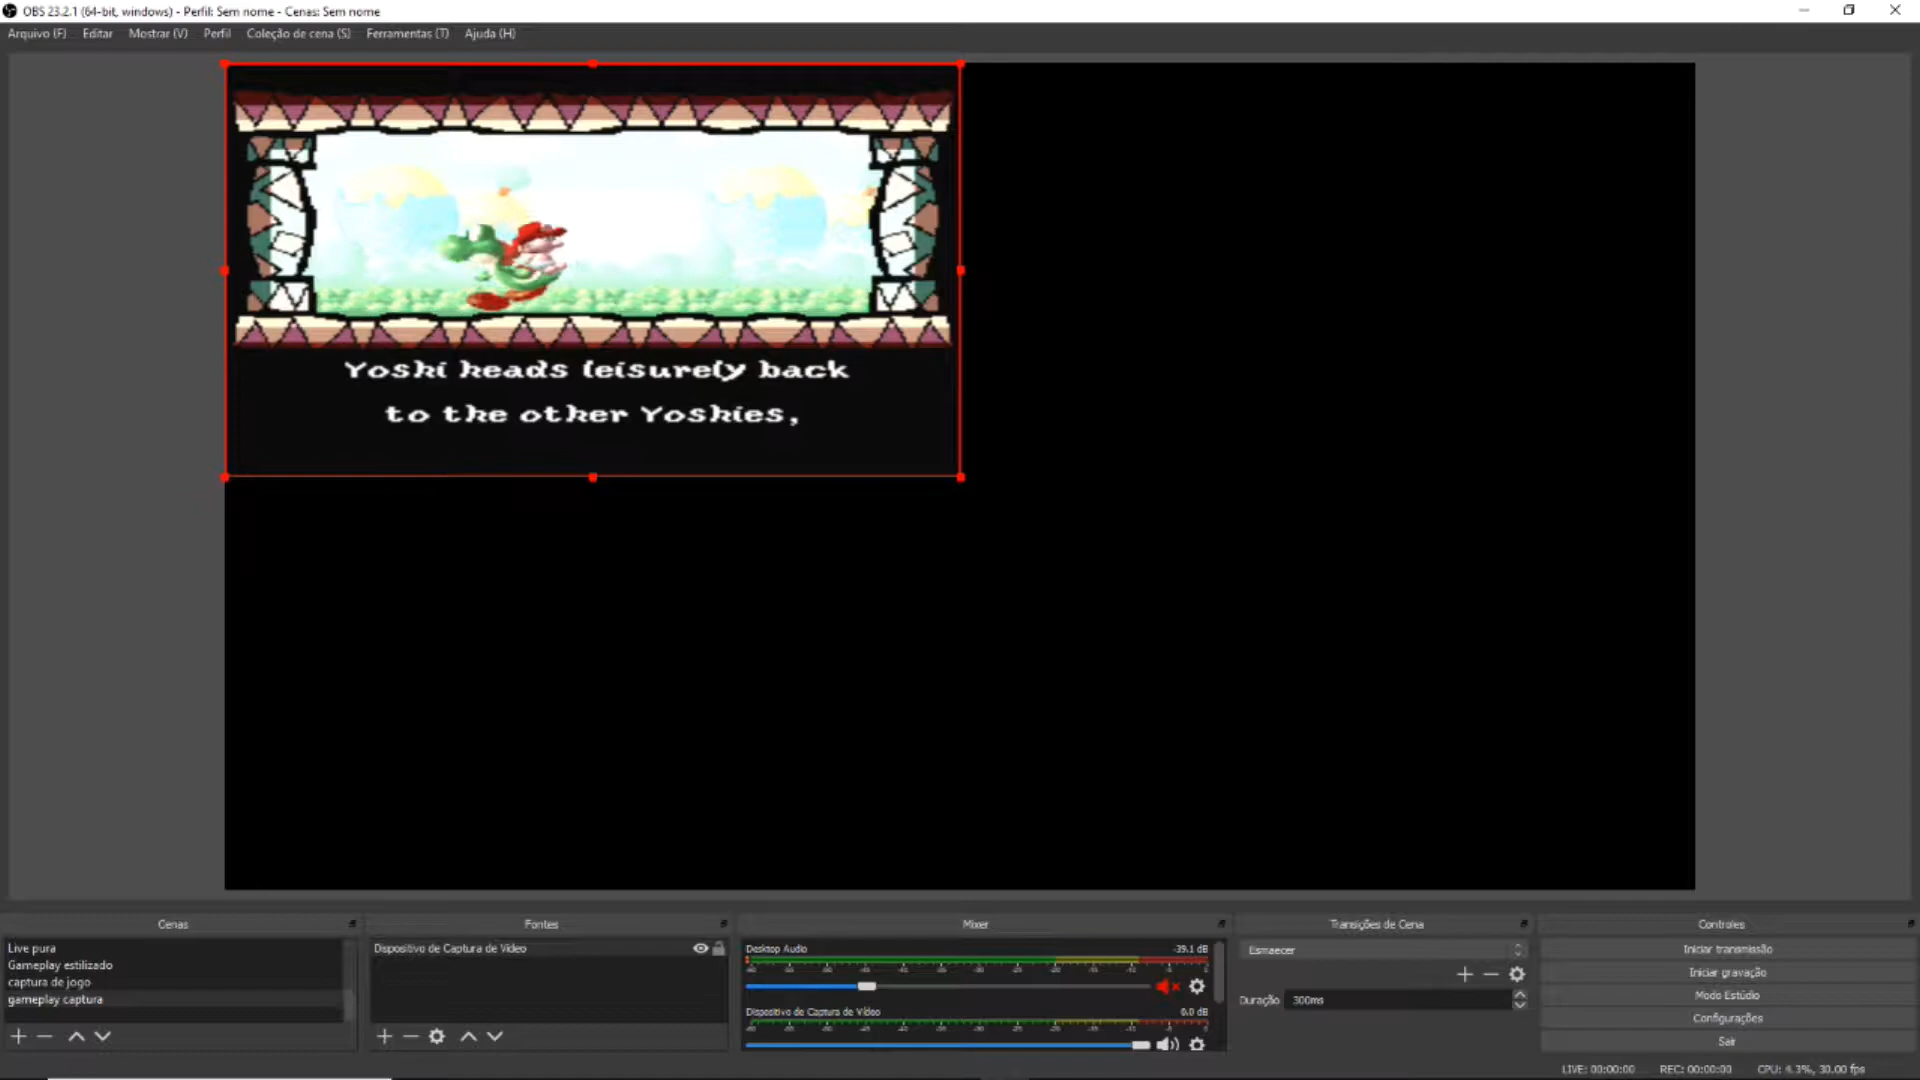 OBS 23.2.1 (64-bit, windows) - Perfil: Sem nome - Cenas: Sem nome
Arquivo (F) Editar Mostrar (V) Perfil Coleção de cena (S) Ferramentas (T) Ajuda (H)
Yoshi heads leisurely back
to the other Yoshies,
Cenas
Live pura
Gameplay estilizado
captura de jogo
gameplay captura
Fontes
Dispositivo de Captura de Vídeo
Mixer
Desktop Audio -39.1 dB
Dispositivo de Captura de Vídeo 0.0 dB
Transições de Cena
Esmaecer
Duração 300ms
Controles
Iniciar transmissão
Iniciar gravação
Modo Estúdio
Configurações
Sair
LIVE: 00:00:00 REC: 00:00:00 CPU: 4.3%, 30.00 fps